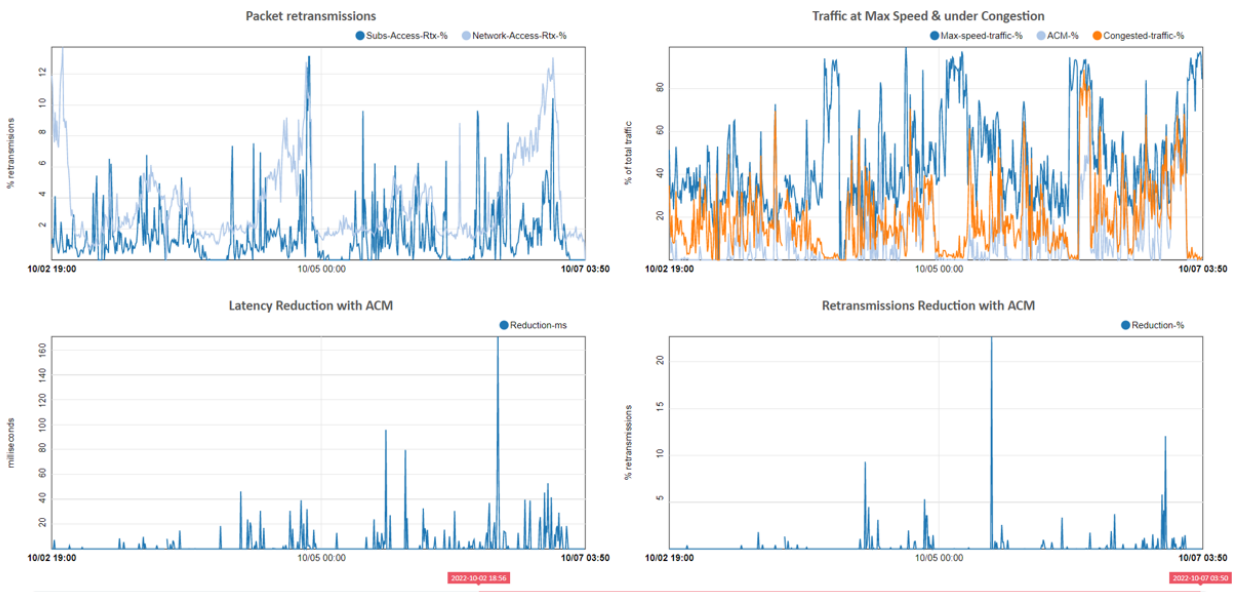 Packet retransmissions
Subs-Access-Rtx-% Network-Access-Rtx-%
% retransmisions
12
10
8
6
4
2
10/02 19:00 10/05 00:00 10/07 03:50
Traffic at Max Speed & under Congestion
Max-speed-traffic-% ACM-% Congested-traffic-%
% of total traffic
80
60
40
20
10/02 19:00 10/05 00:00 10/07 03:50
Latency Reduction with ACM
Reduction-ms
milliseconds
160
140
120
100
80
60
40
20
10/02 19:00 10/05 00:00 10/07 03:50
Retransmissions Reduction with ACM
Reduction-%
% retransmissions
20
15
10
5
10/02 19:00 10/05 00:00 10/07 03:50
2022-10-02 18:56 2022-10-07 03:50